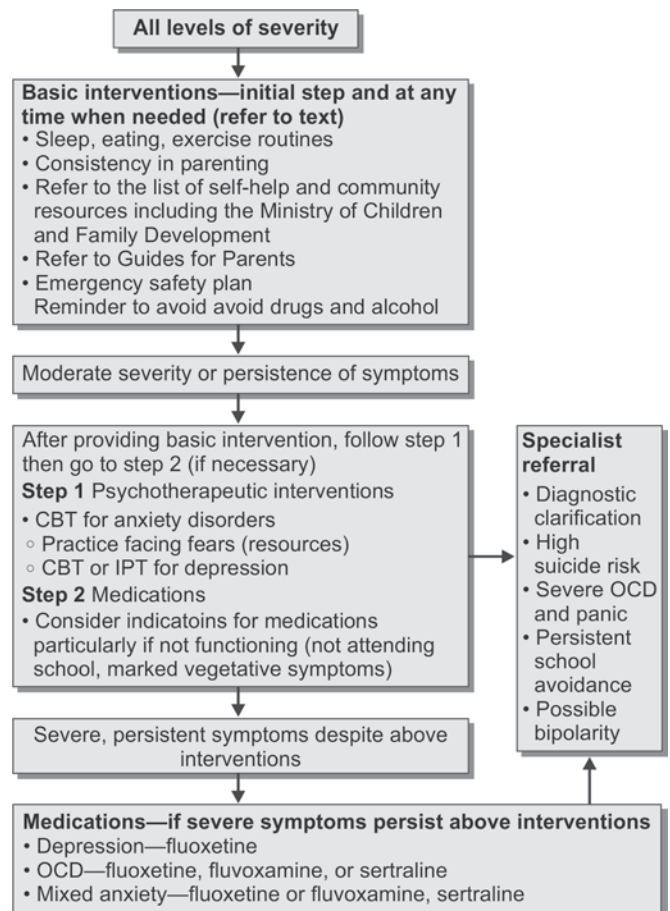 All levels of severity
Basic interventions—initial step and at any
time when needed (refer to text)
• Sleep, eating, exercise routines
• Consistency in parenting
• Refer to the list of self-help and community
resources including the Ministry of Children
and Family Development
• Refer to Guides for Parents
• Emergency safety plan
Reminder to avoid avoid drugs and alcohol
Moderate severity or persistence of symptoms
After providing basic intervention, follow step 1
then go to step 2 (if necessary)
Step 1 Psychotherapeutic interventions
• CBT for anxiety disorders
○ Practice facing fears (resources)
○ CBT or IPT for depression
Step 2 Medications
• Consider indicatoins for medications
particularly if not functioning (not attending
school, marked vegetative symptoms)
Specialist
referral
• Diagnostic
clarification
• High
suicide risk
• Severe OCD
and panic
• Persistent
school
avoidance
• Possible
bipolarity
Severe, persistent symptoms despite above
interventions
Medications—if severe symptoms persist above interventions
• Depression—fluoxetine
• OCD—fluoxetine, fluvoxamine, or sertraline
• Mixed anxiety—fluoxetine or fluvoxamine, sertraline